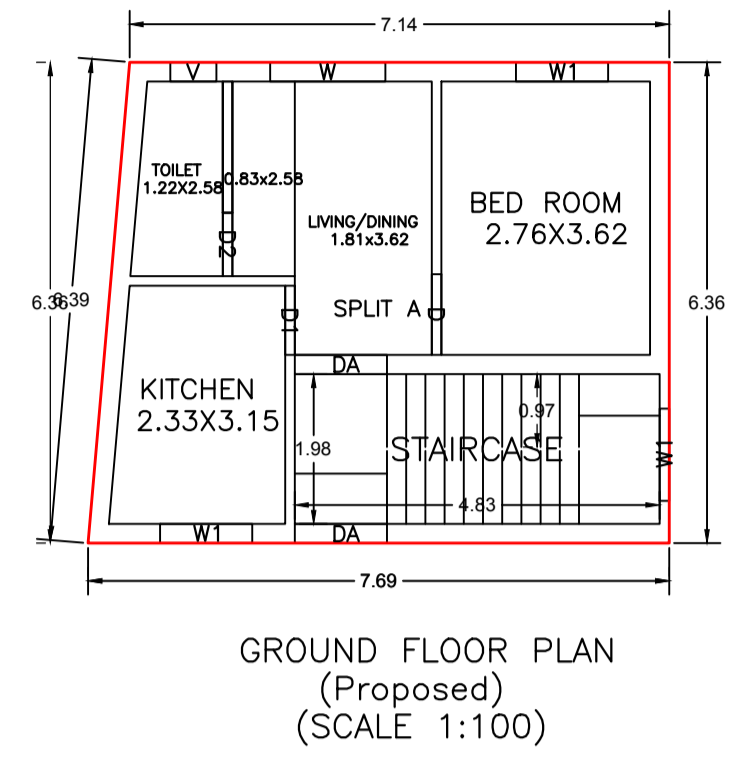 7.14
V
W
W1
TOILET
1.22X2.58
0.83x2.58
D2
LIVING/DINING
1.81x3.62
BED ROOM
2.76X3.62
6.36
6.39
6.36
SPLIT A
D
D1
DA
KITCHEN
2.33X3.15
0.97
1.98
STAIRCASE
W1
4.83
W1
DA
7.69
GROUND FLOOR PLAN
(Proposed)
(SCALE 1:100)